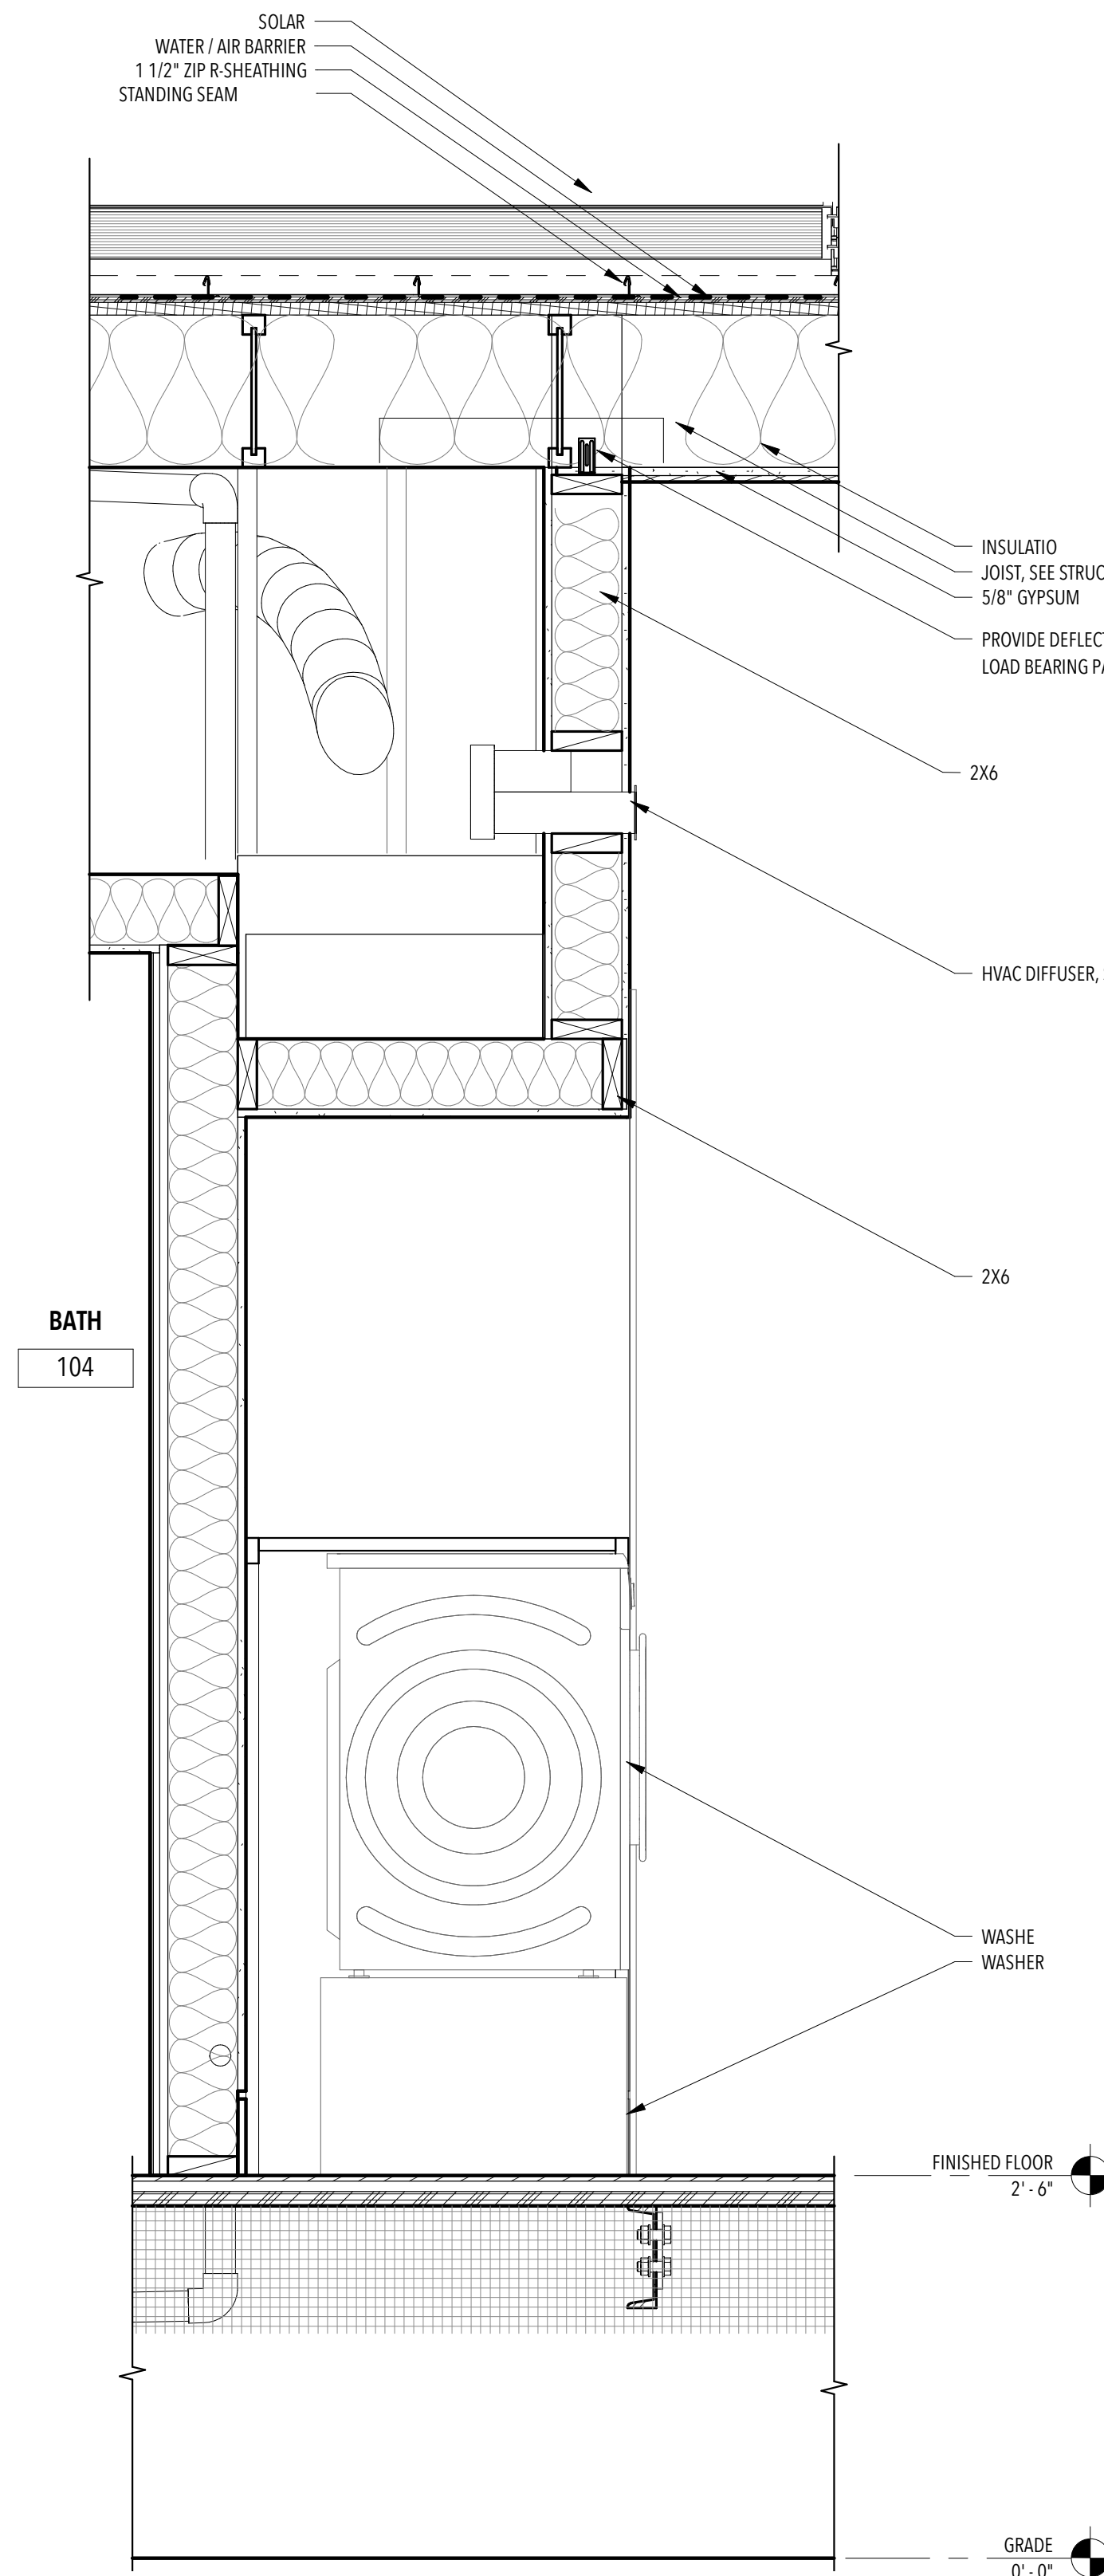 SOLAR
WATER / AIR BARRIER
1 1/2" ZIP R-SHEATHING
STANDING SEAM
INSULATIO
JOIST, SEE STRUC
5/8" GYPSUM
PROVIDE DEFLECT
LOAD BEARING PA
2X6
HVAC DIFFUSER,
2X6
BATH
104
WASHE
WASHER
FINISHED FLOOR
2' - 6"
GRADE
0' - 0"